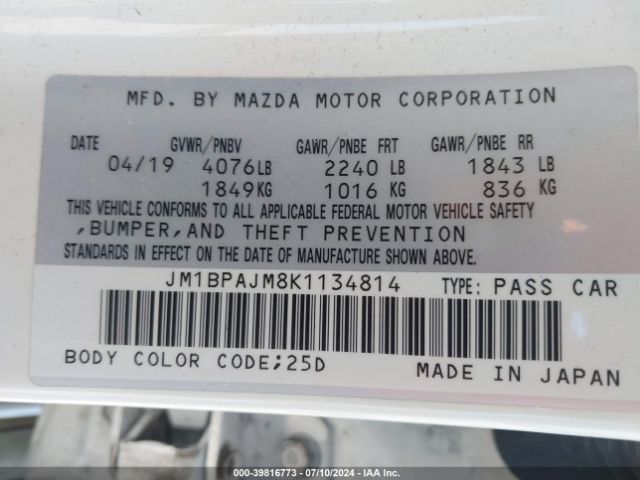 MFD. BY MAZDA MOTOR CORPORATION
DATE GVWR/PNBV GAWR/PNBE FRT GAWR/PNBE RR
04/19 4076LB 2240 LB 1843 LB
1849KG 1016 KG 836 KG
THIS VEHICLE CONFORMS TO ALL APPLICABLE FEDERAL MOTOR VEHICLE SAFETY
,BUMPER,AND THEFT PREVENTION
STANDARDS IN EFFECT ON THE DATE OF MANUFACTURE SHOWN ABOVE.
JM1BPAJM8K1134814 TYPE: PASS CAR
BODY COLOR CODE;25D MADE IN JAPAN
000-39816773 - 07/10/2024 - IAA Inc.